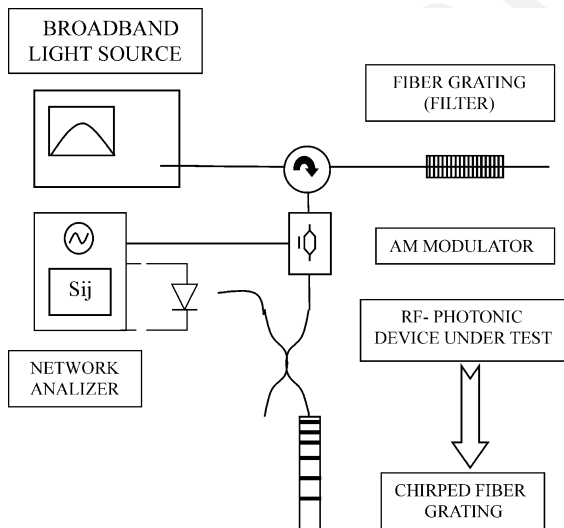 BROADBAND
LIGHT SOURCE
FIBER GRATING
(FILTER)
AM MODULATOR
Sij
RF- PHOTONIC
DEVICE UNDER TEST
NETWORK
ANALIZER
CHIRPED FIBER
GRATING